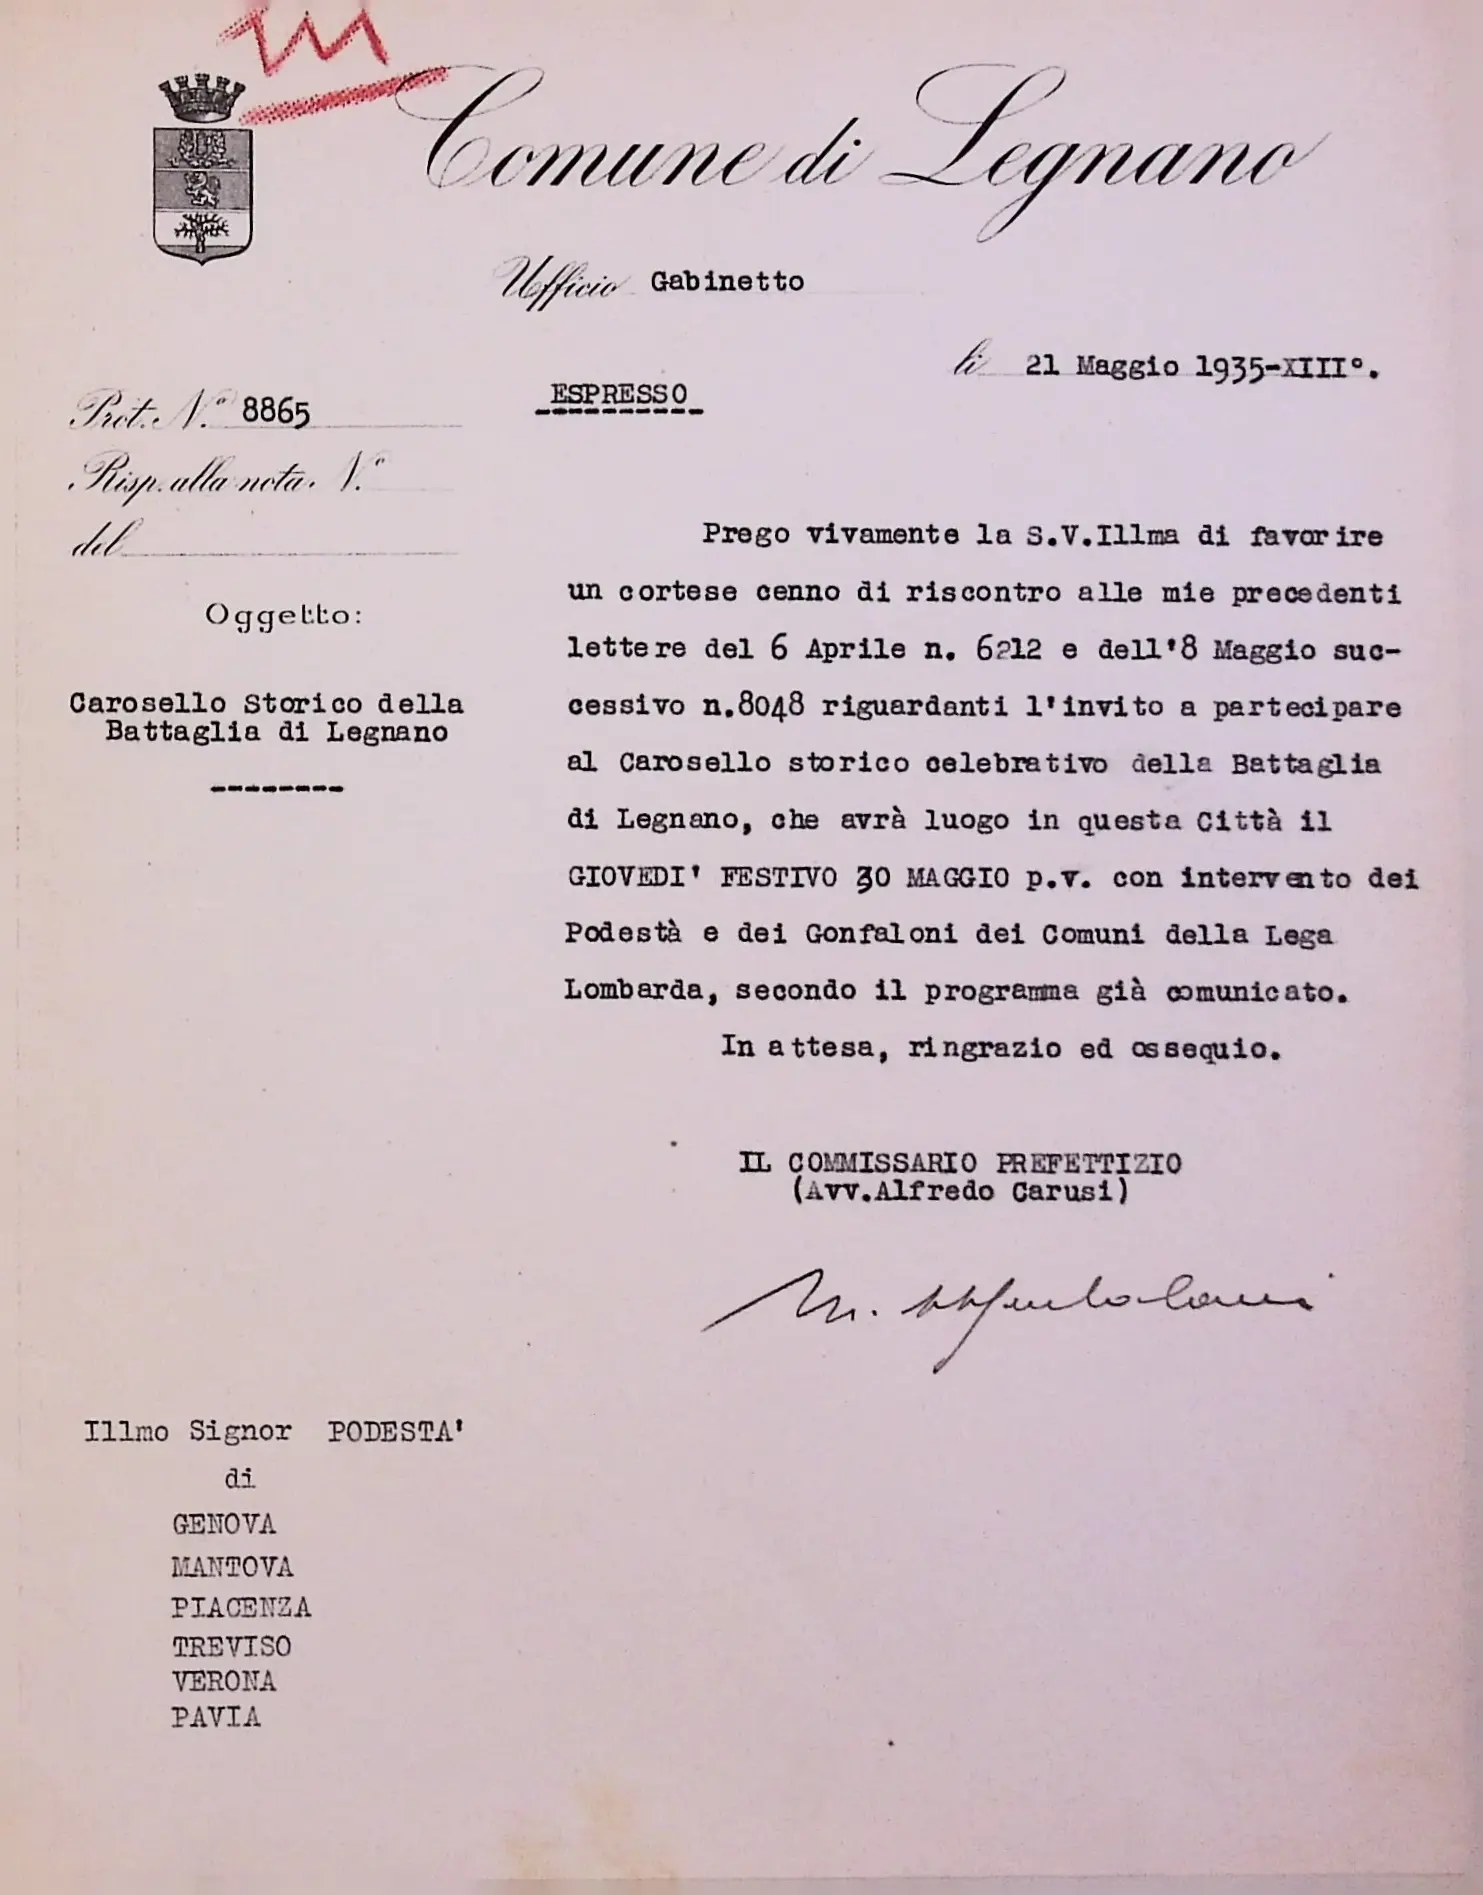 Comune di Legnano
Ufficio Gabinetto
li 21 Maggio 1935-XIII°.
ESPRESSO
Prot. N.° 8865
Risp. alla nota N.°
del
Oggetto:
Carosello Storico della
Battaglia di Legnano
Prego vivamente la S.V.Illma di favorire
un cortese cenno di riscontro alle mie precedenti
lettere del 6 Aprile n. 6212 e dell'8 Maggio suc-
cessivo n.8048 riguardanti l'invito a partecipare
al Carosello storico celebrativo della Battaglia
di Legnano, che avrà luogo in questa Città il
GIOVEDI' FESTIVO 30 MAGGIO p.v. con intervento dei
Podestà e dei Gonfaloni dei Comuni della Lega
Lombarda, secondo il programma già comunicato.
In attesa, ringrazio ed ossequio.
IL COMMISSARIO PREFETTIZIO
(Avv.Alfredo Carusi)
Illmo Signor PODESTA'
di
GENOVA
MANTOVA
PIACENZA
TREVISO
VERONA
PAVIA